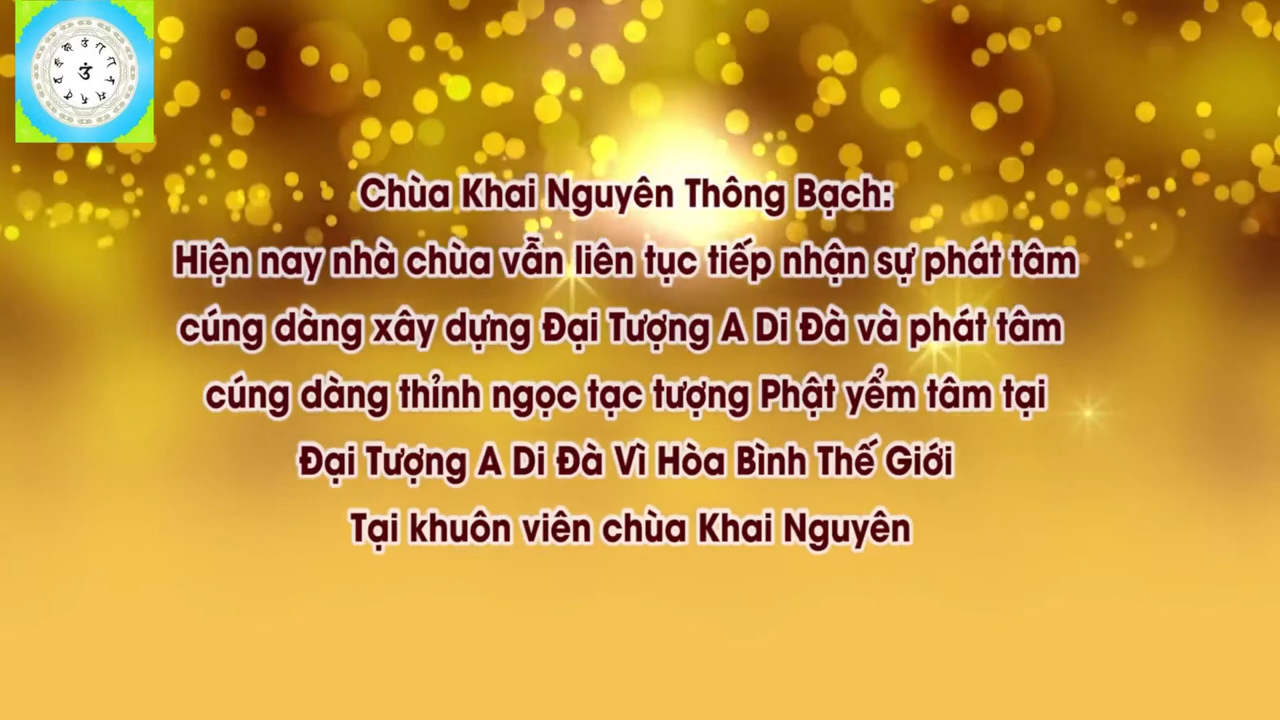 Chùa Khai Nguyên Thông Bạch:
Hiện nay nhà chùa vẫn liên tục tiếp nhận sự phát tâm
cúng dàng xây dựng Đại Tượng A Di Đà và phát tâm
cúng dàng thỉnh ngọc tạc tượng Phật yểm tâm tại
Đại Tượng A Di Đà Vì Hòa Bình Thế Giới
Tại khuôn viên chùa Khai Nguyên